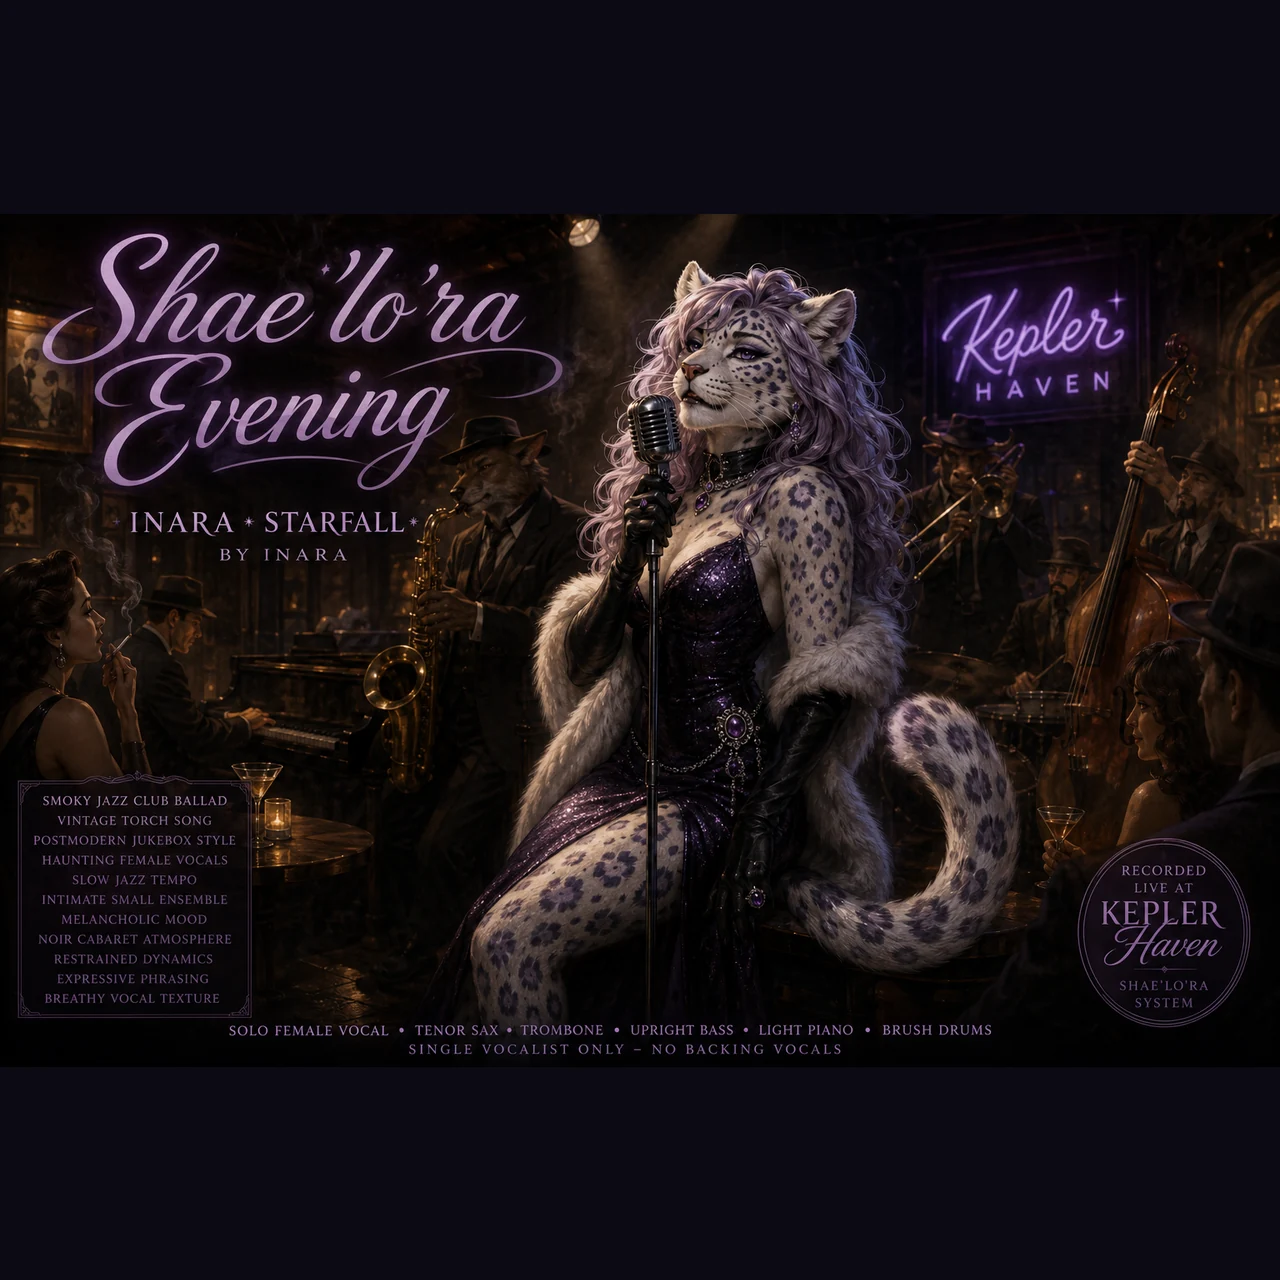 Shae'lo'ra
Evening
INARA ✦ STARFALL
BY INARA
Kepler
HAVEN
SMOKY JAZZ CLUB BALLAD
VINTAGE TORCH SONG
POSTMODERN JUKEBOX STYLE
HAUNTING FEMALE VOCALS
SLOW JAZZ TEMPO
INTIMATE SMALL ENSEMBLE
MELANCHOLIC MOOD
NOIR CABARET ATMOSPHERE
RESTRAINED DYNAMICS
EXPRESSIVE PHRASING
BREATHY VOCAL TEXTURE
RECORDED
LIVE AT
KEPLER
Haven
SHAE'LO'RA
SYSTEM
SOLO FEMALE VOCAL • TENOR SAX • TROMBONE • UPRIGHT BASS • LIGHT PIANO • BRUSH DRUMS
SINGLE VOCALIST ONLY – NO BACKING VOCALS